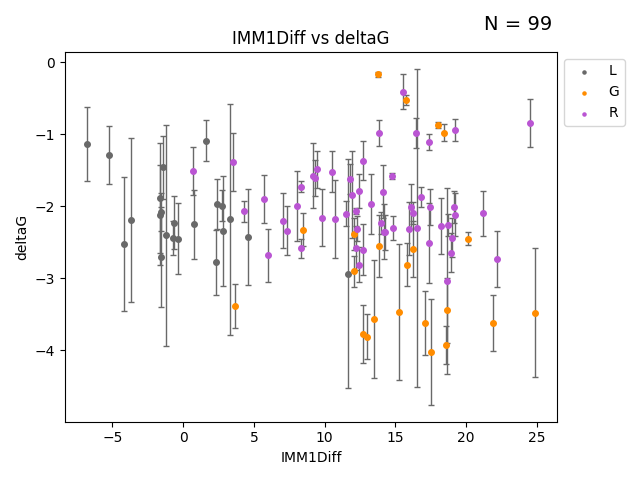 N = 99
IMM1Diff vs deltaG
L
G
R
deltaG
0
−1
−2
−3
−4
−5 0 5 10 15 20 25
IMM1Diff